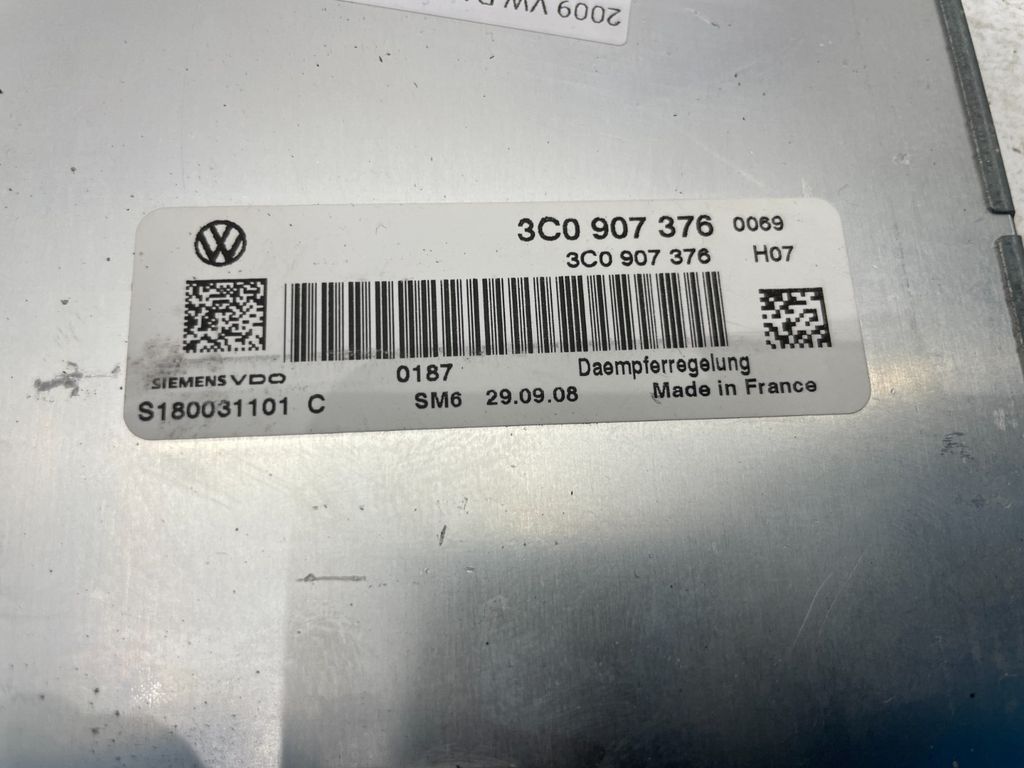 2009 VW
3C0 907 376 0069
3C0 907 376 H07
SIEMENS VDO 0187 Daempferregelung
S180031101 C SM6 29.09.08 Made in France